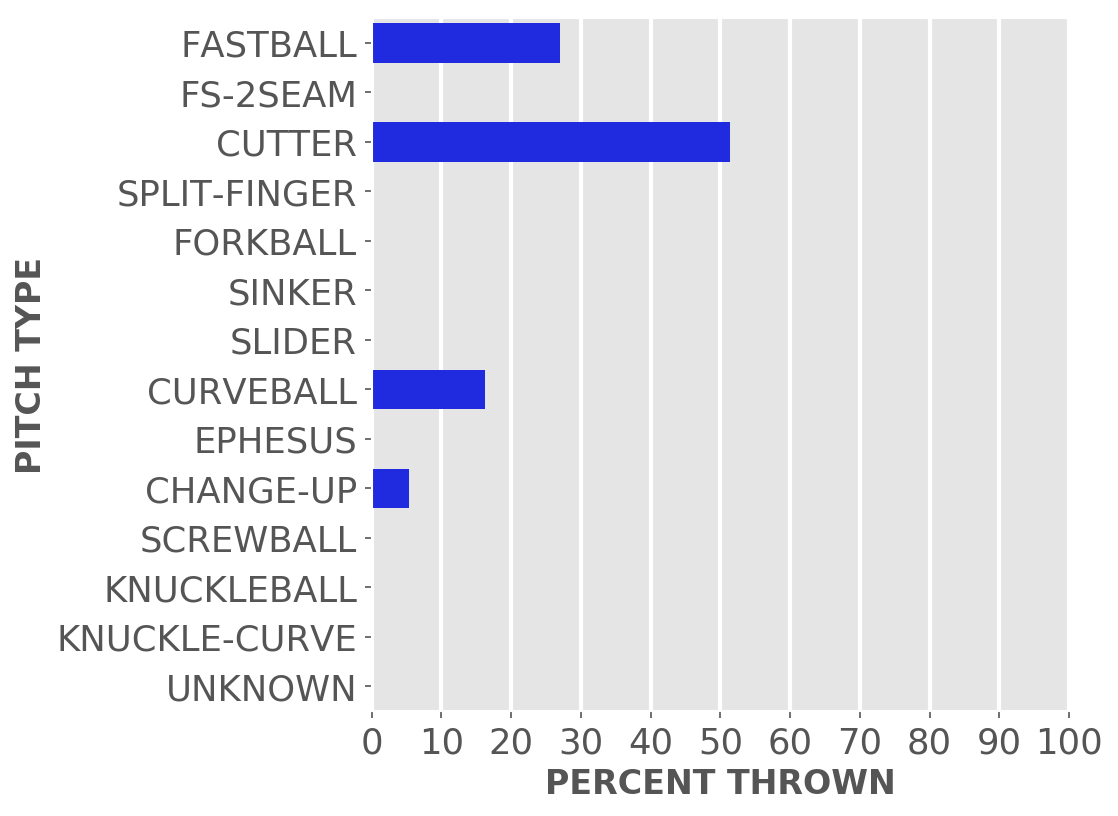 FASTBALL
FS-2SEAM
CUTTER
SPLIT-FINGER
FORKBALL
SINKER
SLIDER
CURVEBALL
EPHESUS
CHANGE-UP
SCREWBALL
KNUCKLEBALL
KNUCKLE-CURVE
UNKNOWN
PITCH TYPE
0 10 20 30 40 50 60 70 80 90 100
PERCENT THROWN